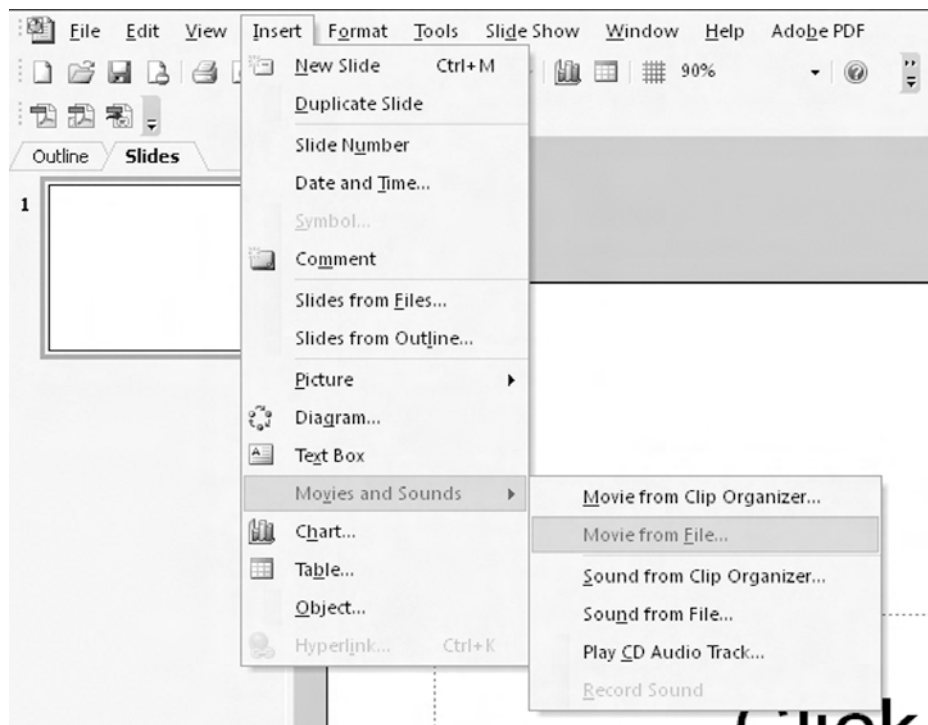 File Edit View Insert Format Tools Slide Show Window Help Adobe PDF
90%
Outline Slides
1
New Slide Ctrl+M
Duplicate Slide
Slide Number
Date and Time...
Symbol...
Comment
Slides from Files...
Slides from Outline...
Picture
Diagram...
Text Box
Movies and Sounds
Chart...
Table...
Object...
Hyperlink... Ctrl+K
Movie from Clip Organizer...
Movie from File...
Sound from Clip Organizer...
Sound from File...
Play CD Audio Track...
Record Sound
Click